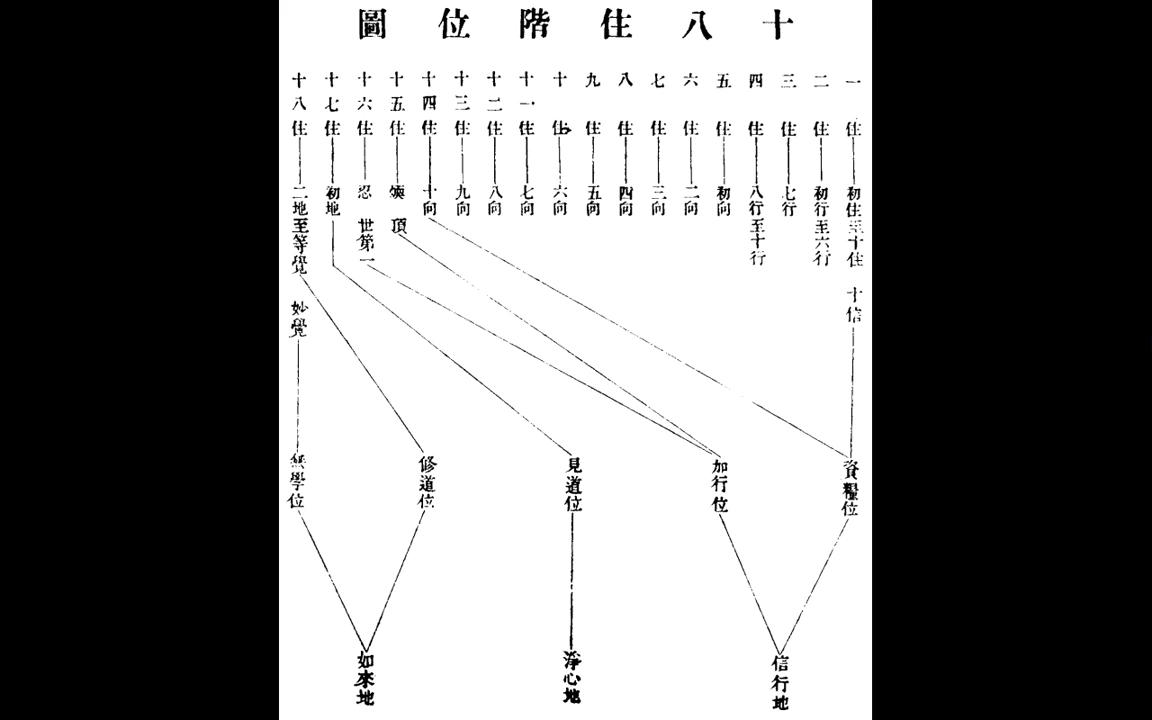 十八住階位圖
一住
初住至十住
十信
二住
初行至六行
三住
七行
四住
八行至十行
五住
初向
六住
二向
七住
三向
八住
四向
九住
五向
十住
六向
十一住
七向
十二住
八向
十三住
九向
十四住
十向
十五住
煗
頂
十六住
忍
世第一
十七住
初地
十八住
二地至等覺
妙覺
資糧位
加行位
見道位
修道位
無學位
信行地
淨心地
如來地